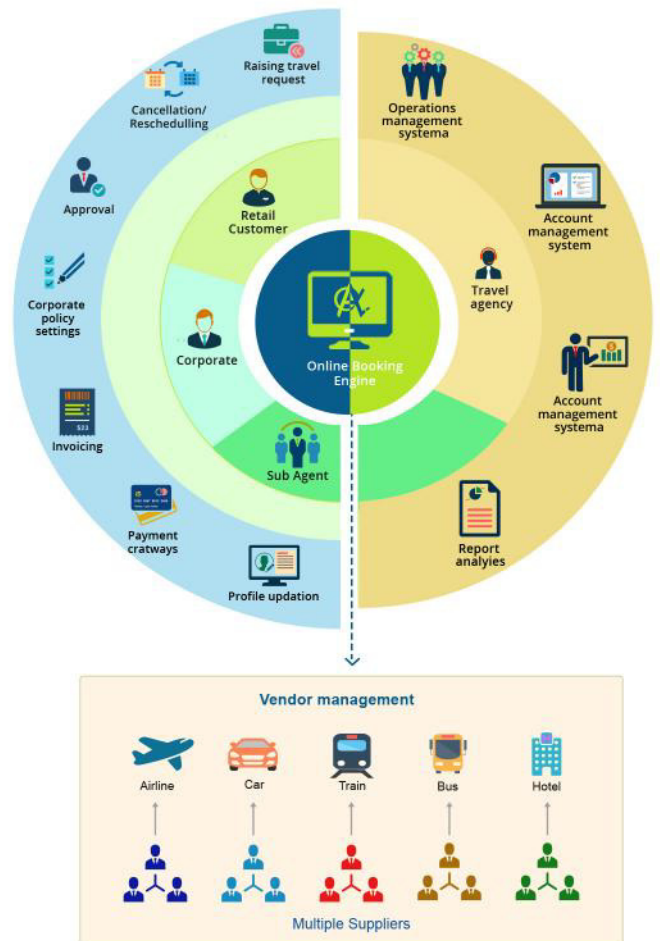 Raising travel
request
Cancellation/
Reschedulling
Approval
Corporate
policy
settings
Invoicing
$23
Payment
cratways
Profile updation
Retail
Customer
Corporate
Sub Agent
Online Booking
Engine
Operations
management
systema
Account
management
system
Travel
agency
Account
management
systema
Report
analyies
Vendor management
Airline
Car
Train
Bus
Hotel
Multiple Suppliers